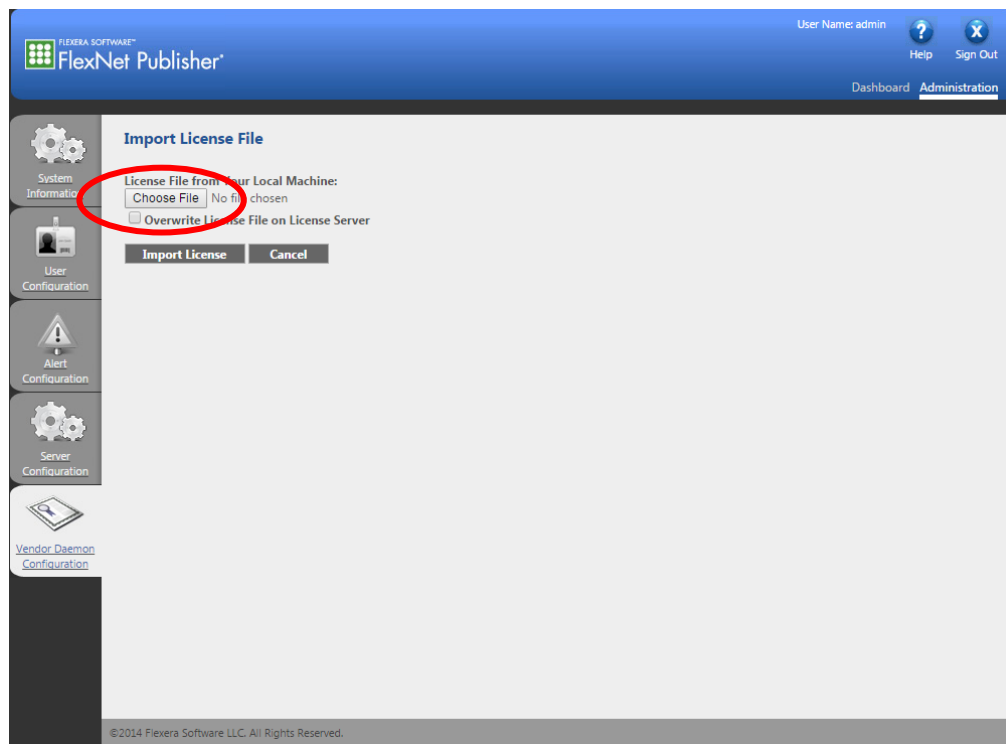 User Name: admin
FLEXERA SOFTWARE™
FlexNet Publisher®
?
Help
X
Sign Out
Dashboard
Administration
System
Information
User
Configuration
Alert
Configuration
Server
Configuration
Vendor Daemon
Configuration
Import License File
License File from Your Local Machine:
Choose File No file chosen
Overwrite License File on License Server
Import License
Cancel
©2014 Flexera Software LLC. All Rights Reserved.